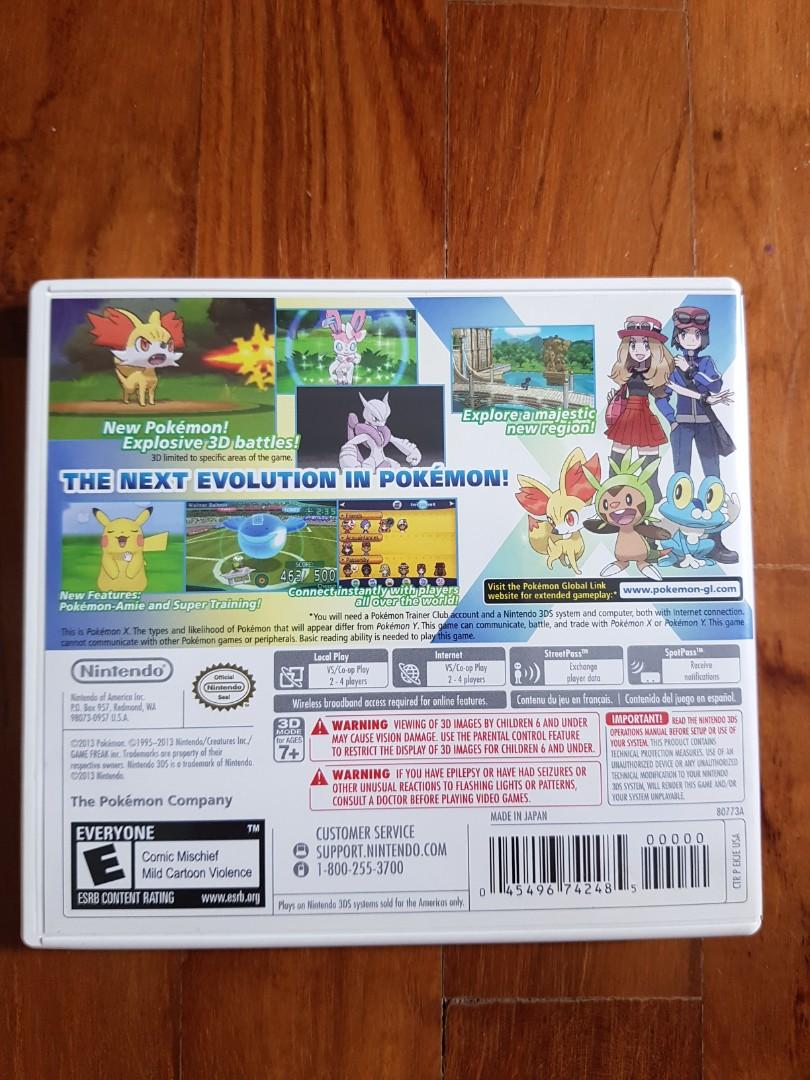 New Pokémon!
Explosive 3D battles!
3D limited to specific areas of the game.
Explore a majestic
new region!
THE NEXT EVOLUTION IN POKÉMON!
SCORE
462 500
New Features:
Pokémon-Amie and Super Training!
Friends
Acquaintances
Passersby
Connect instantly with players
all over the world!
Visit the Pokémon Global Link
website for extended gameplay:*
www.pokemon-gl.com
*You will need a Pokémon Trainer Club account and a Nintendo 3DS system and computer, both with Internet connection.
This is Pokémon X. The types and likelihood of Pokémon that will appear differ from Pokémon Y. This game can communicate, battle, and trade with Pokémon X or Pokémon Y. This game
cannot communicate with other Pokémon games or peripherals. Basic reading ability is needed to play this game.
Nintendo®
Nintendo of America Inc.
P.O. Box 957, Redmond, WA
98073-0957 U.S.A.
Official
Nintendo
Seal
Local Play
VS/Co-op Play
2 - 4 players
Internet
VS/Co-op Play
2 - 4 players
StreetPass™
Exchange
player data
SpotPass™
Receive
notifications
Wireless broadband access required for online features.
Contenu du jeu en français.
Contenido del juego en español.
©2013 Pokémon. ©1995–2013 Nintendo/Creatures Inc./
GAME FREAK inc. Trademarks are property of their
respective owners. Nintendo 3DS is a trademark of Nintendo.
©2013 Nintendo.
The Pokémon Company
3D
MODE
for AGES
7+
WARNING VIEWING OF 3D IMAGES BY CHILDREN 6 AND UNDER
MAY CAUSE VISION DAMAGE. USE THE PARENTAL CONTROL FEATURE
TO RESTRICT THE DISPLAY OF 3D IMAGES FOR CHILDREN 6 AND UNDER.
WARNING IF YOU HAVE EPILEPSY OR HAVE HAD SEIZURES OR
OTHER UNUSUAL REACTIONS TO FLASHING LIGHTS OR PATTERNS,
CONSULT A DOCTOR BEFORE PLAYING VIDEO GAMES.
IMPORTANT! READ THE NINTENDO 3DS
OPERATIONS MANUAL BEFORE SETUP OR USE OF
YOUR SYSTEM. THIS PRODUCT CONTAINS
TECHNICAL PROTECTION MEASURES. USE OF AN
UNAUTHORIZED DEVICE OR ANY UNAUTHORIZED
TECHNICAL MODIFICATION TO YOUR NINTENDO
3DS SYSTEM, WILL RENDER THIS GAME AND/OR
YOUR SYSTEM UNPLAYABLE.
MADE IN JAPAN
80773A
EVERYONE ™
E
Comic Mischief
Mild Cartoon Violence
ESRB CONTENT RATING www.esrb.org
CUSTOMER SERVICE
SUPPORT.NINTENDO.COM
1-800-255-3700
Plays on Nintendo 3DS systems sold for the Americas only.
0 45496 74248 5
00000
CTR P EKJE USA